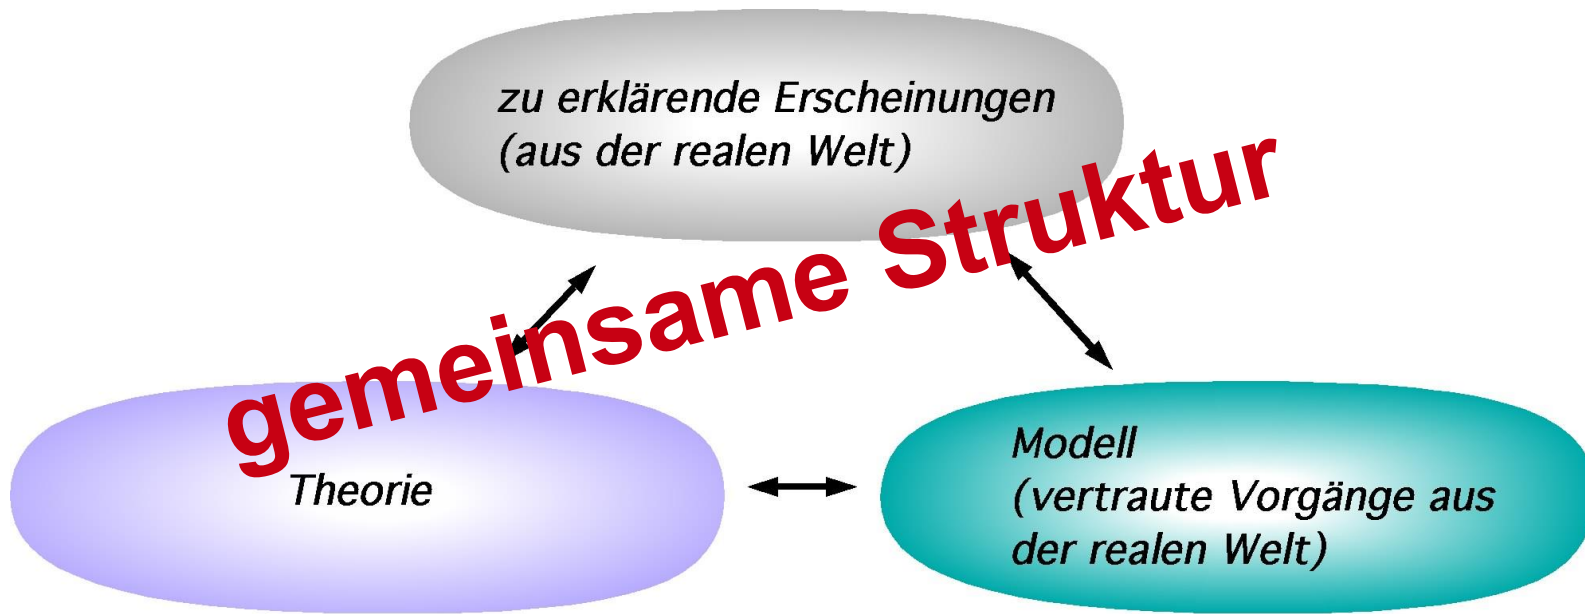 zu erklärende Erscheinungen
(aus der realen Welt)
gemeinsame Struktur
Theorie
Modell
(vertraute Vorgänge aus
der realen Welt)